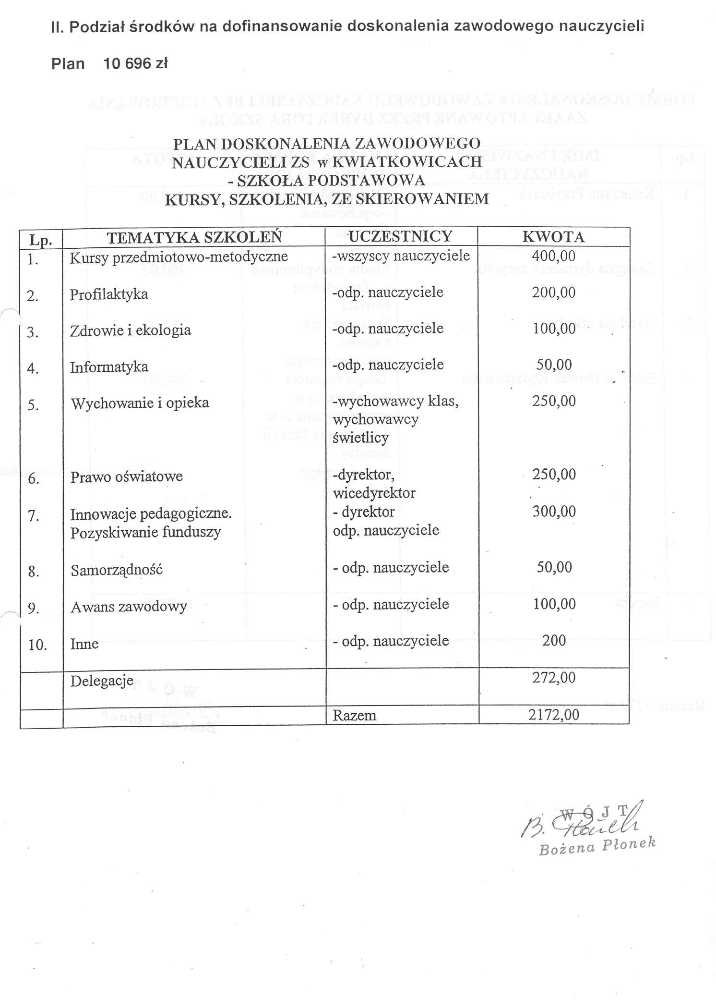 II. Podział środków na dofinansowanie doskonalenia zawodowego nauczycieli
Plan 10 696 zł
PLAN DOSKONALENIA ZAWODOWEGO
NAUCZYCIELI ZS w KWIATKOWICACH
- SZKOŁA PODSTAWOWA
KURSY, SZKOLENIA, ZE SKIEROWANIEM
Lp. TEMATYKA SZKOLEŃ UCZESTNICY KWOTA
1. Kursy przedmiotowo-metodyczne -wszyscy nauczyciele 400,00
2. Profilaktyka -odp. nauczyciele 200,00
3. Zdrowie i ekologia -odp. nauczyciele 100,00
4. Informatyka -odp. nauczyciele 50,00
5. Wychowanie i opieka -wychowawcy klas, 250,00
wychowawcy
świetlicy
6. Prawo oświatowe -dyrektor, 250,00
wicedyrektor
7. Innowacje pedagogiczne. - dyrektor 300,00
Pozyskiwanie funduszy odp. nauczyciele
8. Samorządność - odp. nauczyciele 50,00
9. Awans zawodowy - odp. nauczyciele 100,00
10. Inne - odp. nauczyciele 200
Delegacje 272,00
Razem 2172,00
WÓJT
B. Płonek
Bożena Płonek